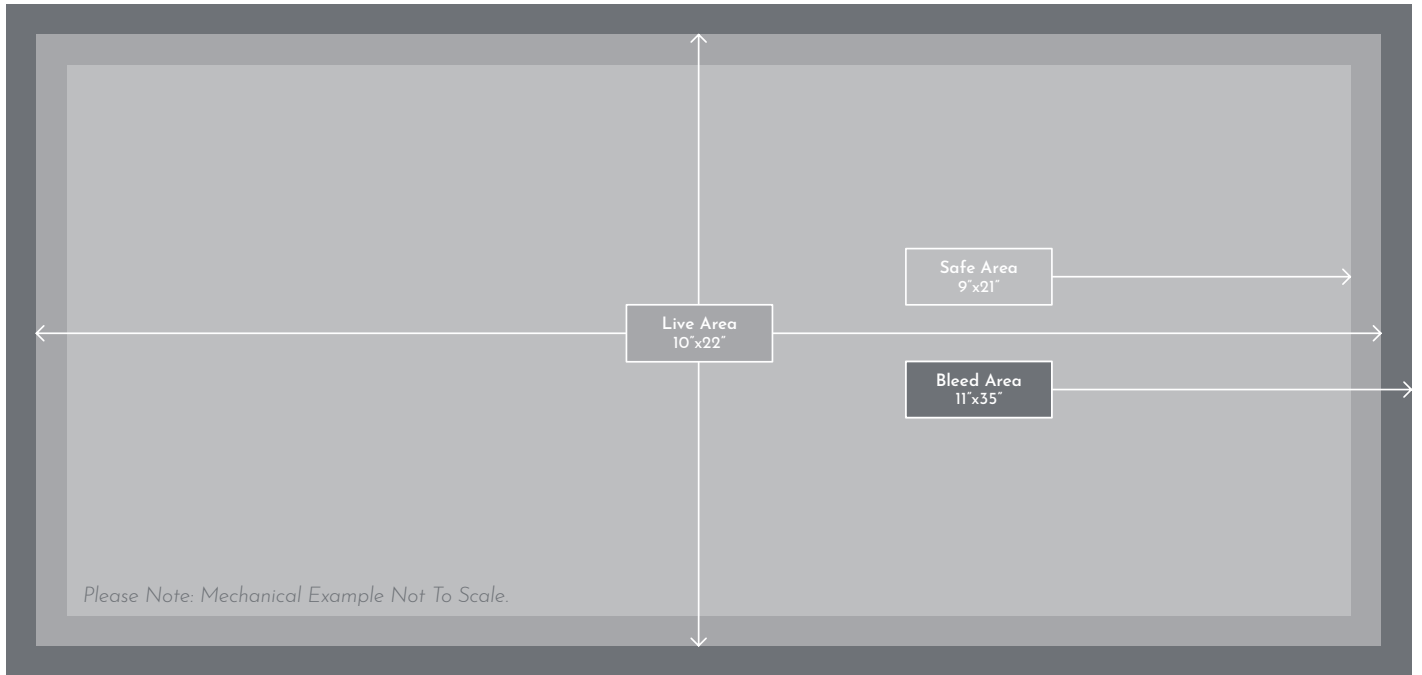 Safe Area
9"x21"
Live Area
10"x22"
Bleed Area
11"x35"
Please Note: Mechanical Example Not To Scale.